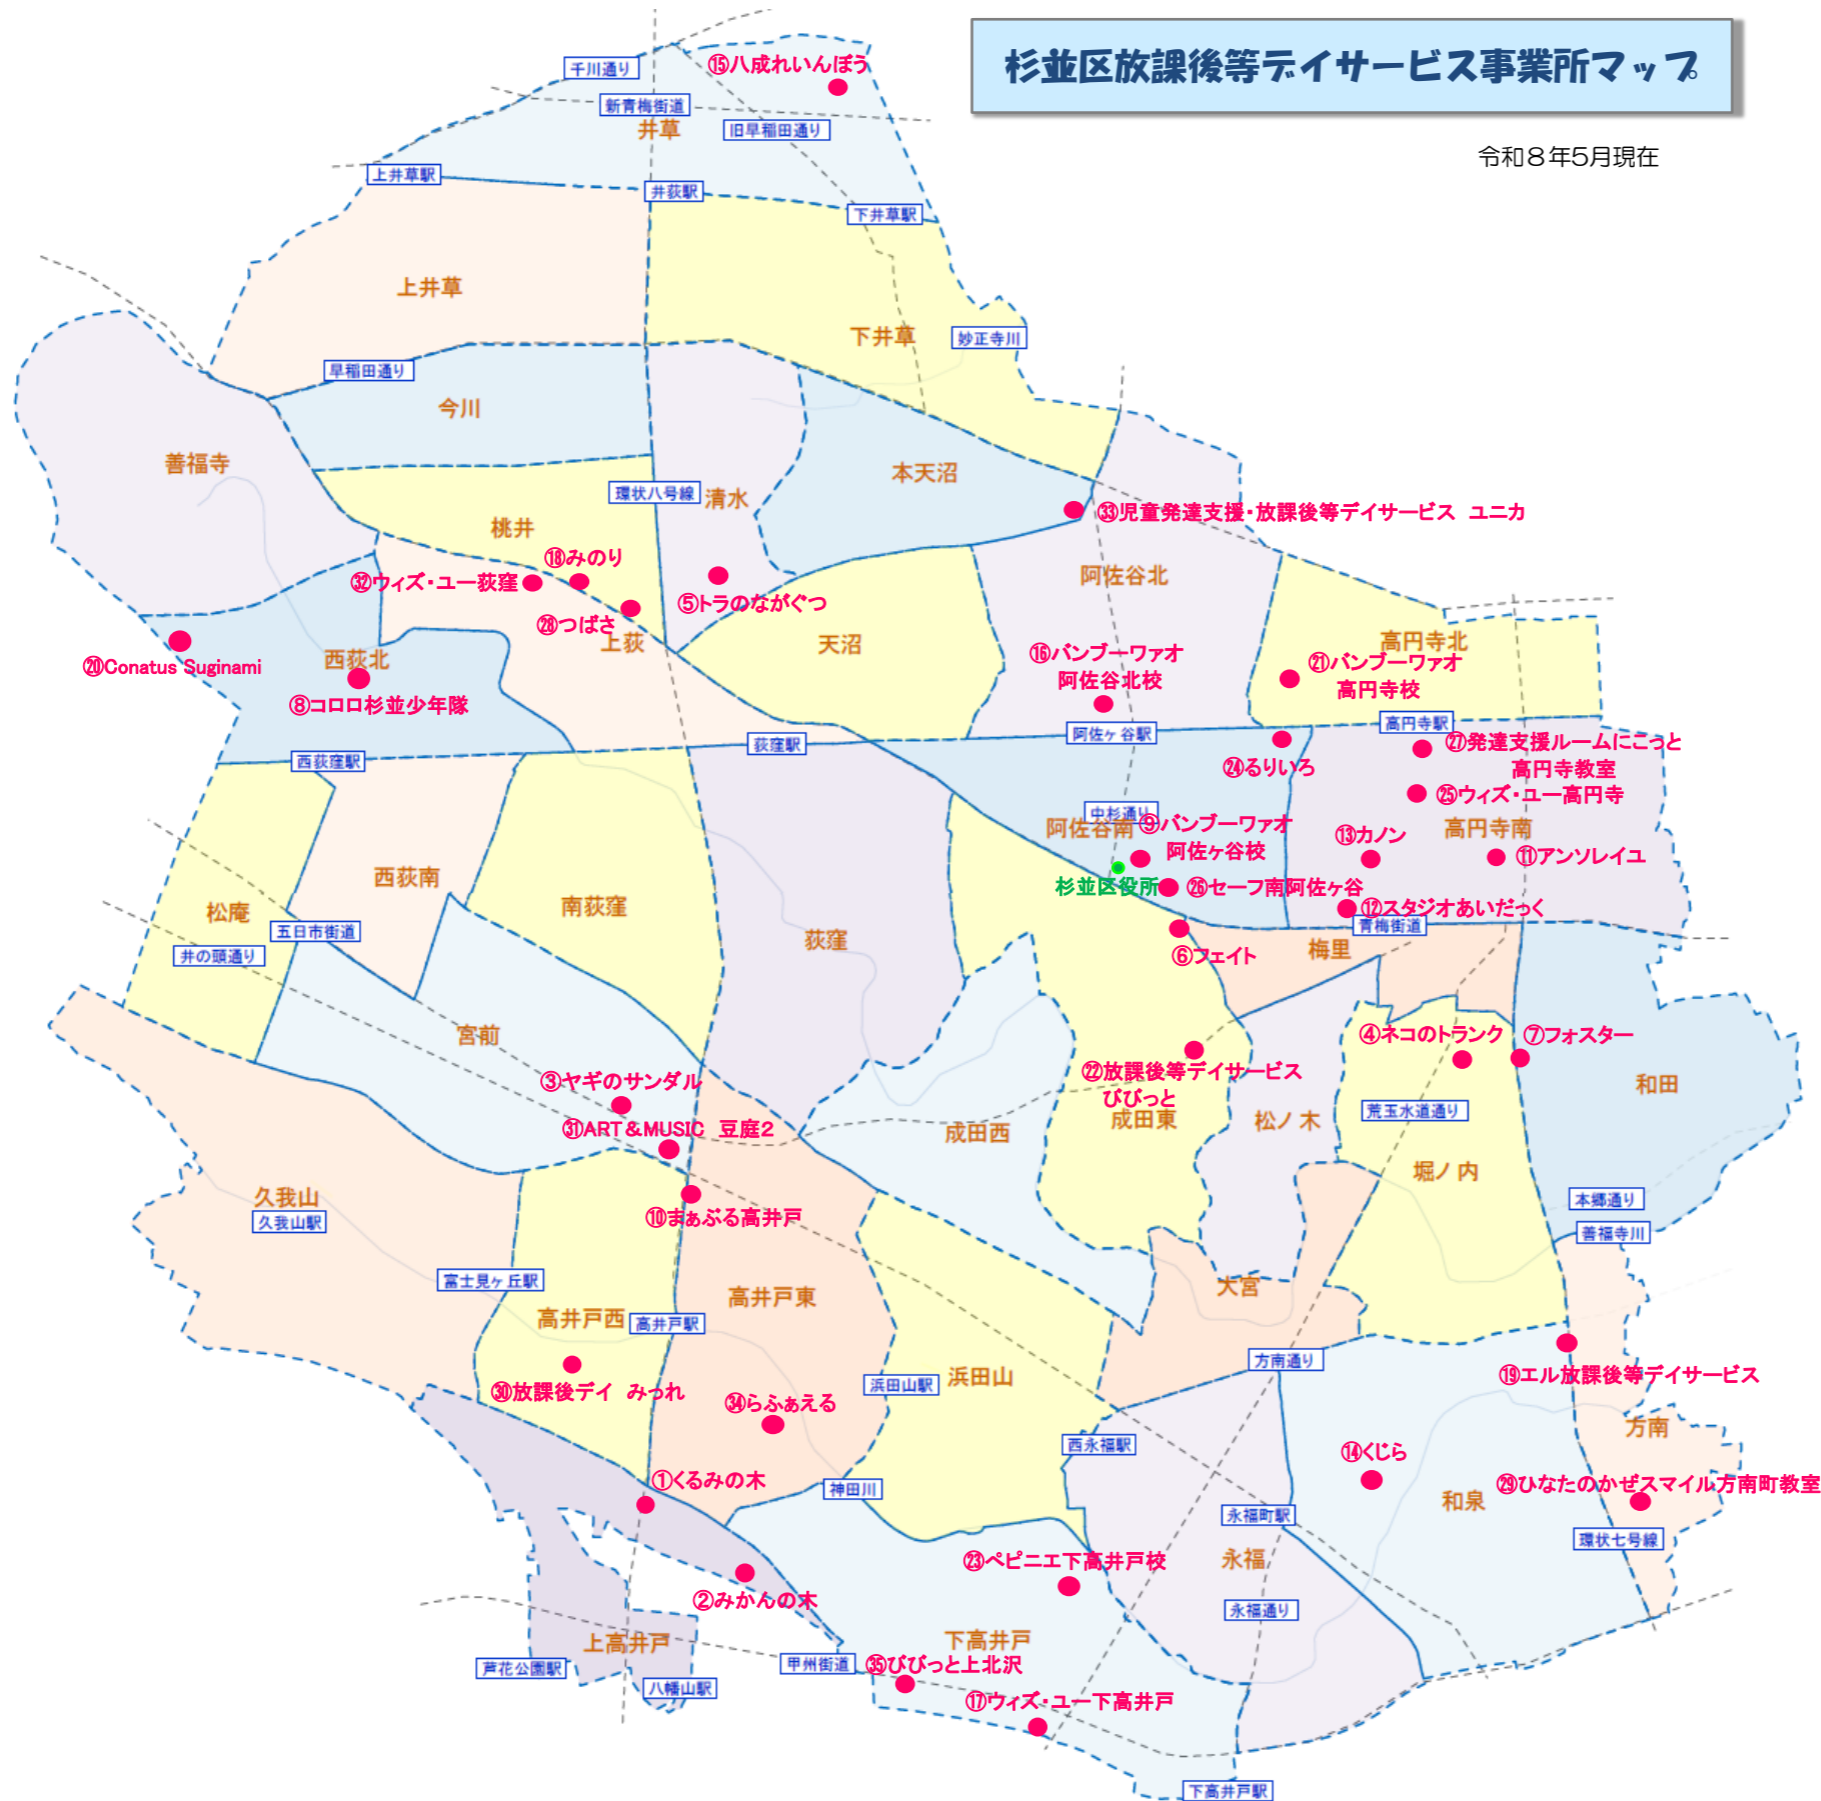 杉並区放課後等デイサービス事業所マップ
令和８年5月現在
⑮八成れいんぼう
千川通り
新青梅街道
井草
旧早稲田通り
上井草駅
井荻駅
下井草駅
上井草
下井草
妙正寺川
早稲田通り
今川
善福寺
本天沼
環状八号線
清水
桃井
㉝児童発達支援・放課後等デイサービス ユニカ
⑱みのり
㉜ウィズ・ユー荻窪
阿佐谷北
⑤トラのながぐつ
㉘つばさ
上荻
天沼
高円寺北
⑯バンブーワァオ
阿佐谷北校
㉑バンブーワァオ
高円寺校
西荻北
⑳Conatus Suginami
⑧コロロ杉並少年隊
高円寺駅
阿佐ヶ谷駅
荻窪駅
西荻窪駅
㉗発達支援ルームにこっと
高円寺教室
㉔るりいろ
㉕ウィズ・ユー高円寺
中杉通り
阿佐谷南
⑨バンブーワァオ
阿佐ヶ谷校
⑬カノン
高円寺南
⑪アンソレイユ
西荻南
杉並区役所
㉖セーフ南阿佐ヶ谷
南荻窪
松庵
⑫スタジオあいだっく
青梅街道
五日市街道
井の頭通り
荻窪
梅里
⑥フェイト
宮前
④ネコのトランク
⑦フォスター
㉒放課後等デイサービス
びびっと
③ヤギのサンダル
和田
荒玉水道通り
成田東
松ノ木
㉛ART＆MUSIC 豆庭2
成田西
堀ノ内
久我山
久我山駅
本郷通り
⑩まぁぶる高井戸
善福寺川
富士見ヶ丘駅
大宮
高井戸東
高井戸西
高井戸駅
方南通り
⑲エル放課後等デイサービス
浜田山駅
浜田山
㉚放課後デイ みっれ
㉞らふぁえる
方南
西永福駅
⑭くじら
①くるみの木
神田川
㉙ひなたのかぜスマイル方南町教室
和泉
永福町駅
環状七号線
㉓ペピニエ下高井戸校
永福
②みかんの木
永福通り
上高井戸
下高井戸
甲州街道
㉟びびっと上北沢
芦花公園駅
八幡山駅
⑰ウィズ・ユー下高井戸
下高井戸駅